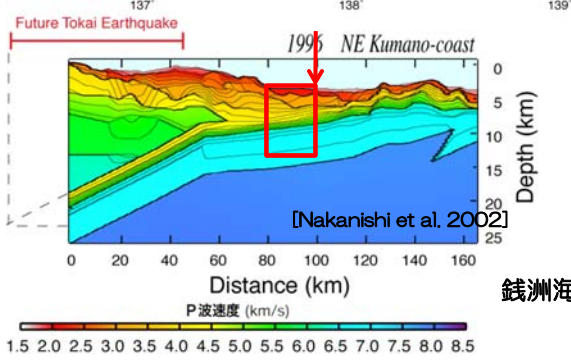 137˚ 138˚ 139˚
Future Tokai Earthquake
1996 NE Kumano-coast
0
5
10
15
20
25
Depth (km)
[Nakanishi et al. 2002]
0 20 40 60 80 100 120 140 160
Distance (km)
銭洲海
P波速度 (km/s)
1.5 2.0 2.5 3.0 3.5 4.0 4.5 5.0 5.5 6.0 6.5 7.0 7.5 8.0 8.5